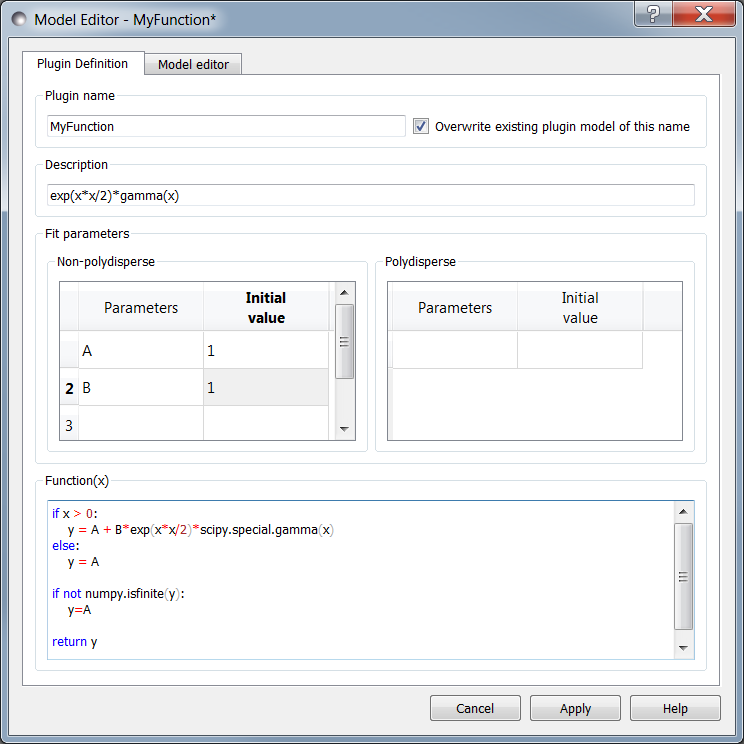 Model Editor - MyFunction*
Plugin Definition
Model editor
Plugin name
MyFunction
Overwrite existing plugin model of this name
Description
exp(x*x/2)*gamma(x)
Fit parameters
Non-polydisperse
Parameters
Initial
value
A
1
2
B
1
3
Polydisperse
Parameters
Initial
value
Function(x)
if x > 0:
    y = A + B*exp(x*x/2)*scipy.special.gamma(x)
else:
    y = A
if not numpy.isfinite(y):
    y=A
return y
Cancel
Apply
Help